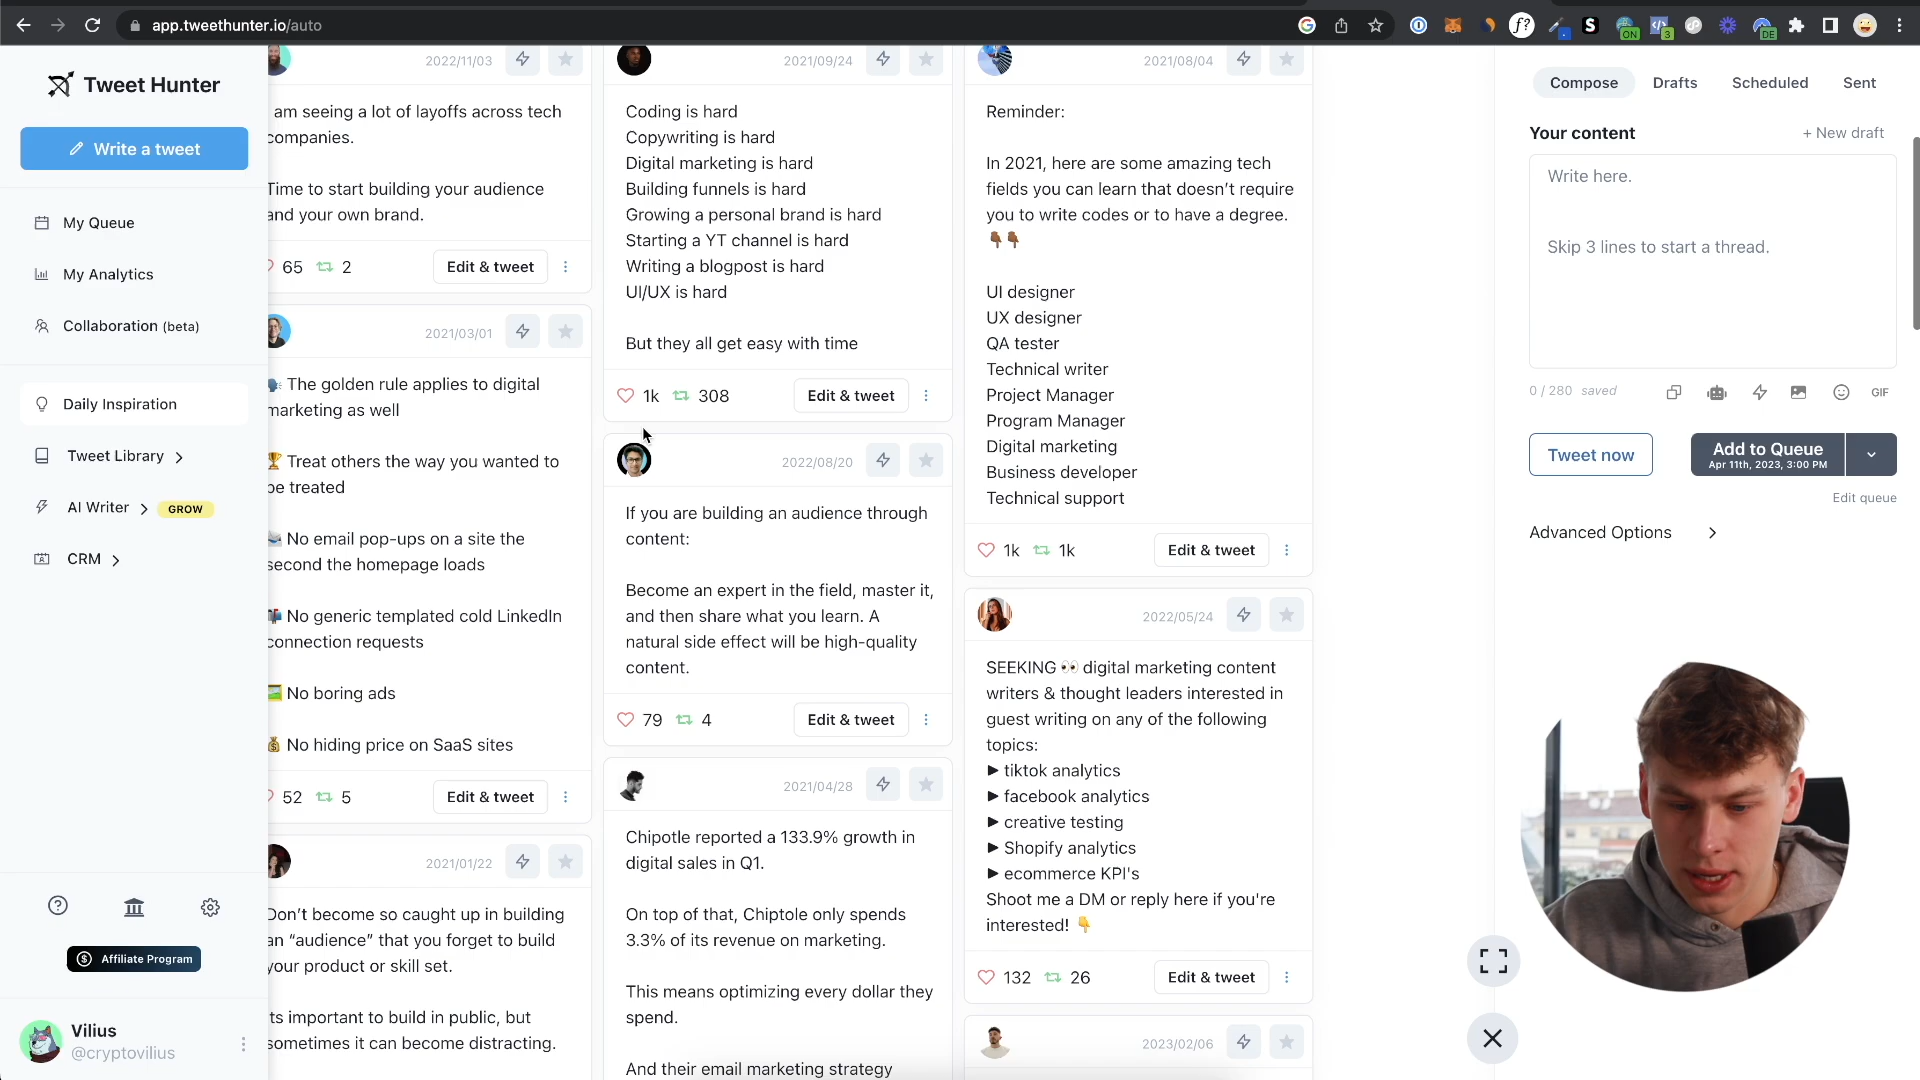 app.tweethunter.io/auto
ON
3
DE
Tweet Hunter
Write a tweet
My Queue
My Analytics
Collaboration (beta)
Daily Inspiration
Tweet Library
AI Writer
GROW
CRM
Affiliate Program
Vilius
@cryptovilius
2022/11/03
am seeing a lot of layoffs across tech
companies.
Time to start building your audience
and your own brand.
65
2
Edit & tweet
2021/03/01
The golden rule applies to digital
marketing as well
Treat others the way you wanted to
be treated
No email pop-ups on a site the
second the homepage loads
No generic templated cold LinkedIn
connection requests
No boring ads
No hiding price on SaaS sites
52
5
Edit & tweet
2021/01/22
Don't become so caught up in building
an “audience” that you forget to build
your product or skill set.
ts important to build in public, but
sometimes it can become distracting.
2021/09/24
Coding is hard
Copywriting is hard
Digital marketing is hard
Building funnels is hard
Growing a personal brand is hard
Starting a YT channel is hard
Writing a blogpost is hard
UI/UX is hard
But they all get easy with time
1k
308
Edit & tweet
2022/08/20
If you are building an audience through
content:
Become an expert in the field, master it,
and then share what you learn. A
natural side effect will be high-quality
content.
79
4
Edit & tweet
2021/04/28
Chipotle reported a 133.9% growth in
digital sales in Q1.
On top of that, Chiptole only spends
3.3% of its revenue on marketing.
This means optimizing every dollar they
spend.
And their email marketing strategy
2021/08/04
Reminder:
In 2021, here are some amazing tech
fields you can learn that doesn't require
you to write codes or to have a degree.
👇🏾👇🏾
UI designer
UX designer
QA tester
Technical writer
Project Manager
Program Manager
Digital marketing
Business developer
Technical support
1k
1k
Edit & tweet
2022/05/24
SEEKING 👀 digital marketing content
writers & thought leaders interested in
guest writing on any of the following
topics:
► tiktok analytics
► facebook analytics
► creative testing
► Shopify analytics
► ecommerce KPI's
Shoot me a DM or reply here if you're
interested! 👇
132
26
Edit & tweet
2023/02/06
Compose
Drafts
Scheduled
Sent
Your content
+ New draft
Write here.
Skip 3 lines to start a thread.
0 / 280 saved
GIF
Tweet now
Add to Queue
Apr 11th, 2023, 3:00 PM
Edit queue
Advanced Options